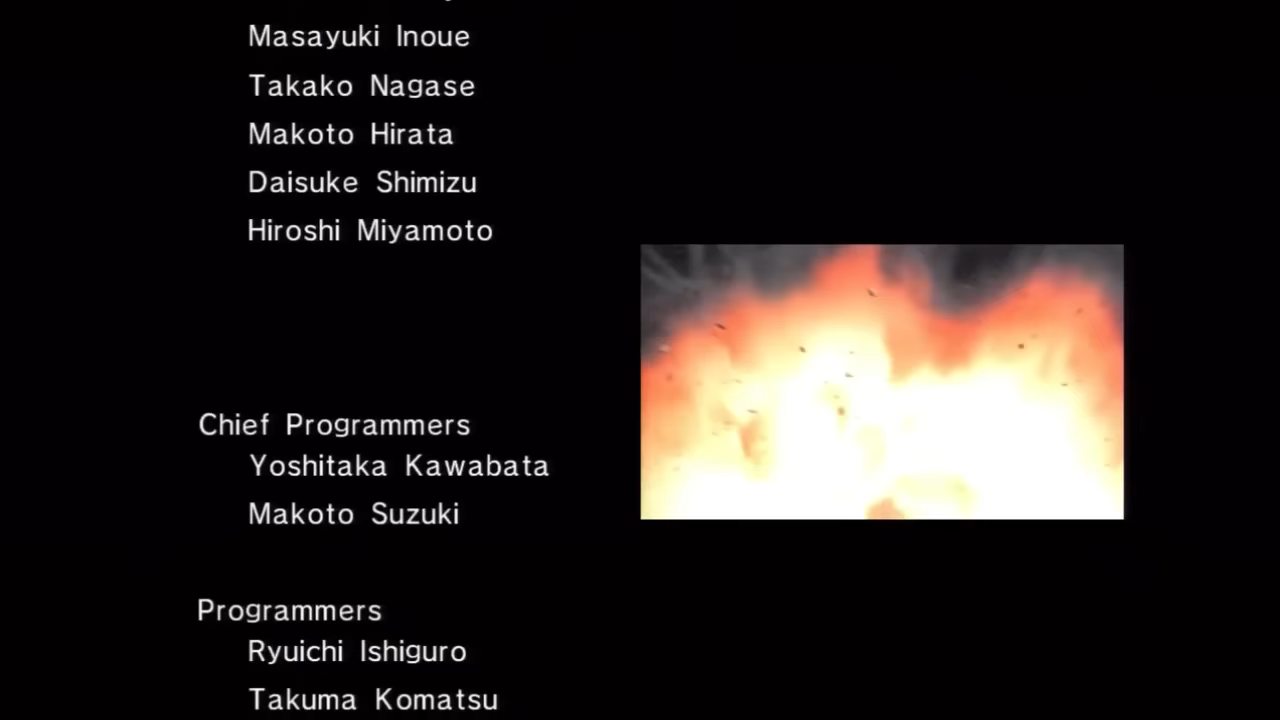 Masayuki Inoue
Takako Nagase
Makoto Hirata
Daisuke Shimizu
Hiroshi Miyamoto
Chief Programmers
Yoshitaka Kawabata
Makoto Suzuki
Programmers
Ryuichi Ishiguro
Takuma Komatsu